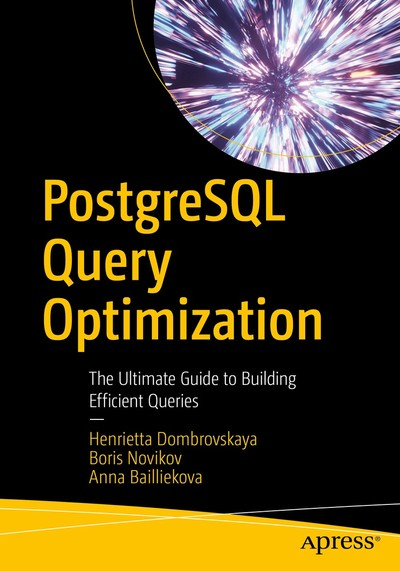 PostgreSQL
Query
Optimization
The Ultimate Guide to Building
Efficient Queries
—
Henrietta Dombrovskaya
Boris Novikov
Anna Bailliekova
Apress®